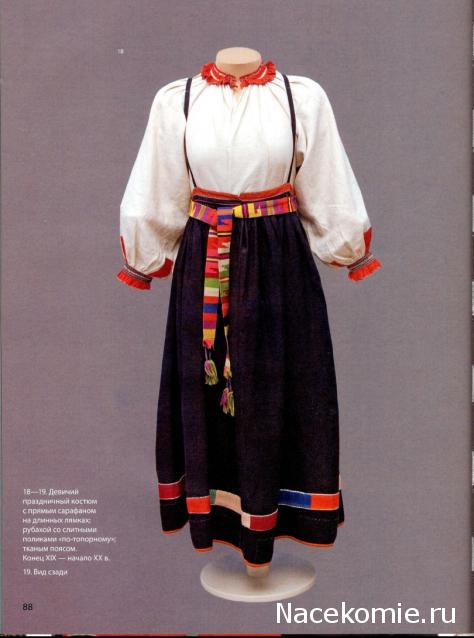 18
18—19. Девичий
праздничный костюм
с прямым сарафаном
на длинных лямках;
рубахой со слитными
поликами «по-топорному»;
тканым поясом.
Конец XIX — начало XX в.
19. Вид сзади
88
Nacekomie.ru